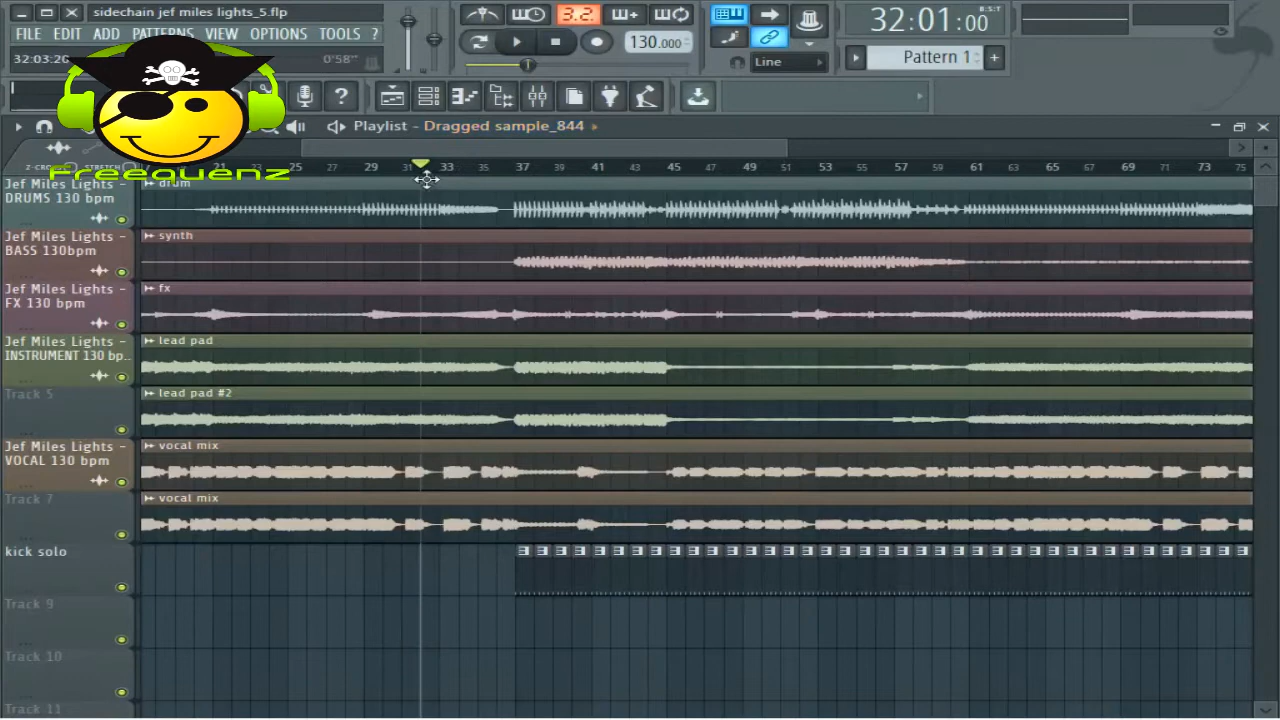 sidechain jef miles lights_5.flp
FILE EDIT ADD PATTERNS VIEW OPTIONS TOOLS ?
32:03:20
0'58"
3.2.
130.000
Line
32:01:00
B:S:T
Pattern 1
?
Playlist - Dragged sample_844
Freequenz
21 23 25 27 29 31 33 35 37 39 41 43 45 47 49 51 53 55 57 59 61 63 65 67 69 71 73 75
Jef Miles Lights -
DRUMS 130 bpm
drum
Jef Miles Lights -
BASS 130bpm
synth
Jef Miles Lights -
FX 130 bpm
fx
Jef Miles Lights -
INSTRUMENT 130 bp..
lead pad
Track 5
lead pad #2
Jef Miles Lights -
VOCAL 130 bpm
vocal mix
Track 7
vocal mix
kick solo
Track 9
Track 10
Track 11